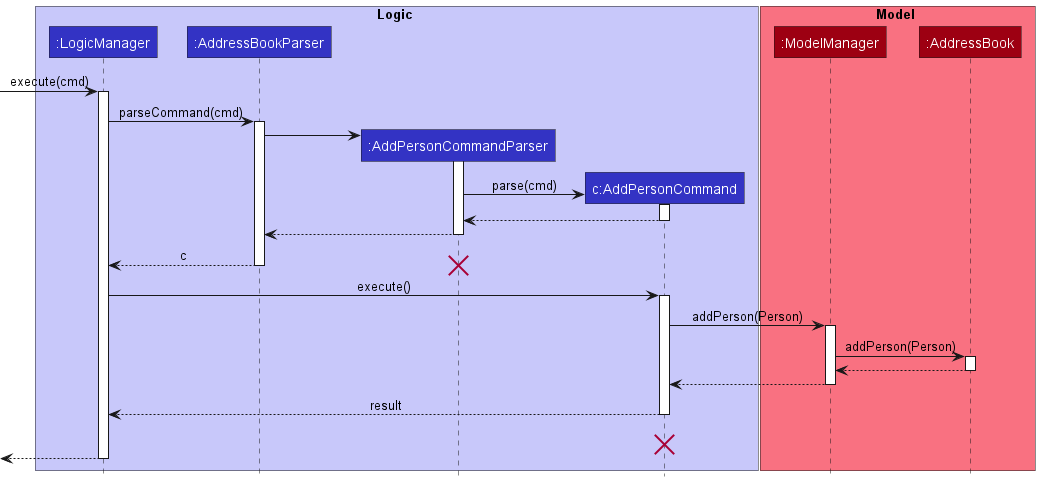 Logic
Model
:LogicManager
:AddressBookParser
:ModelManager
:AddressBook
execute(cmd)
parseCommand(cmd)
:AddPersonCommandParser
parse(cmd)
c:AddPersonCommand
c
execute()
addPerson(Person)
addPerson(Person)
result